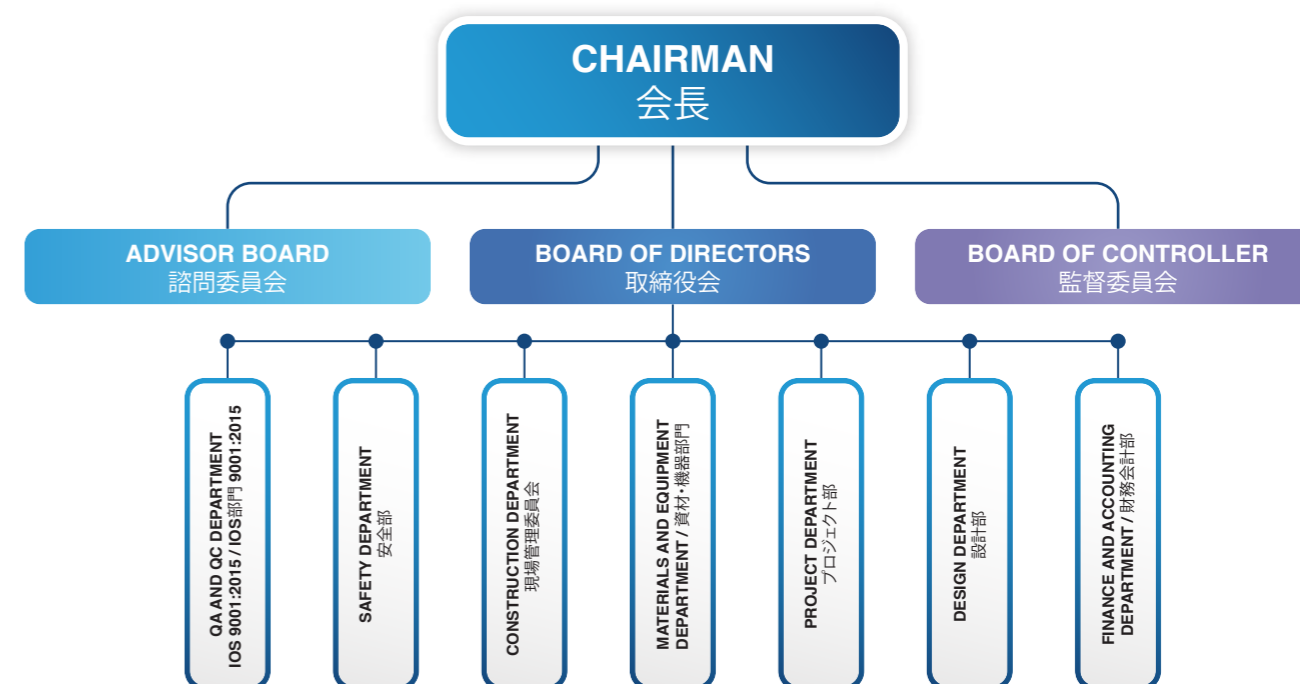 CHAIRMAN
会長
ADVISOR BOARD
諮問委員会
BOARD OF DIRECTORS
取締役会
BOARD OF CONTROLLER
監督委員会
QA AND QC DEPARTMENT
IOS 9001:2015 / IOS部門 9001:2015
SAFETY DEPARTMENT
安全部
CONSTRUCTION DEPARTMENT
現場管理委員会
MATERIALS AND EQUIPMENT
DEPARTMENT / 資材・機器部門
PROJECT DEPARTMENT
プロジェクト部
DESIGN DEPARTMENT
設計部
FINANCE AND ACCOUNTING
DEPARTMENT / 財務会計部